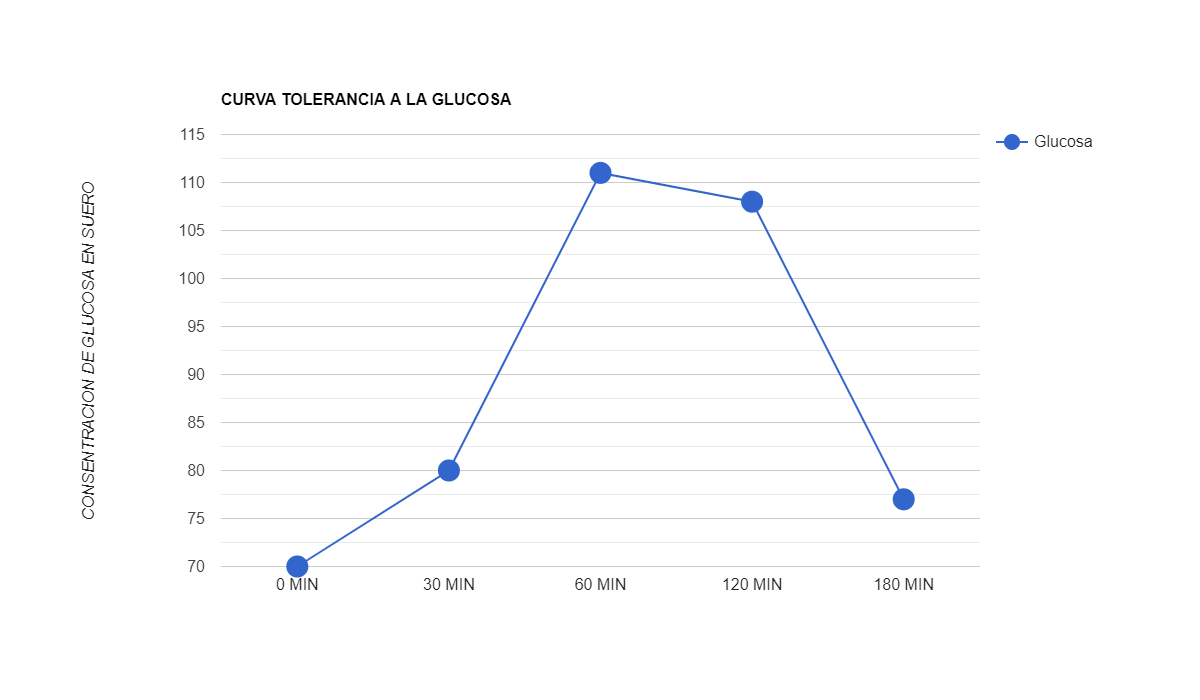 CURVA TOLERANCIA A LA GLUCOSA
CONSENTRACION DE GLUCOSA EN SUERO
115
110
105
100
95
90
85
80
75
70
0 MIN
30 MIN
60 MIN
120 MIN
180 MIN
Glucosa